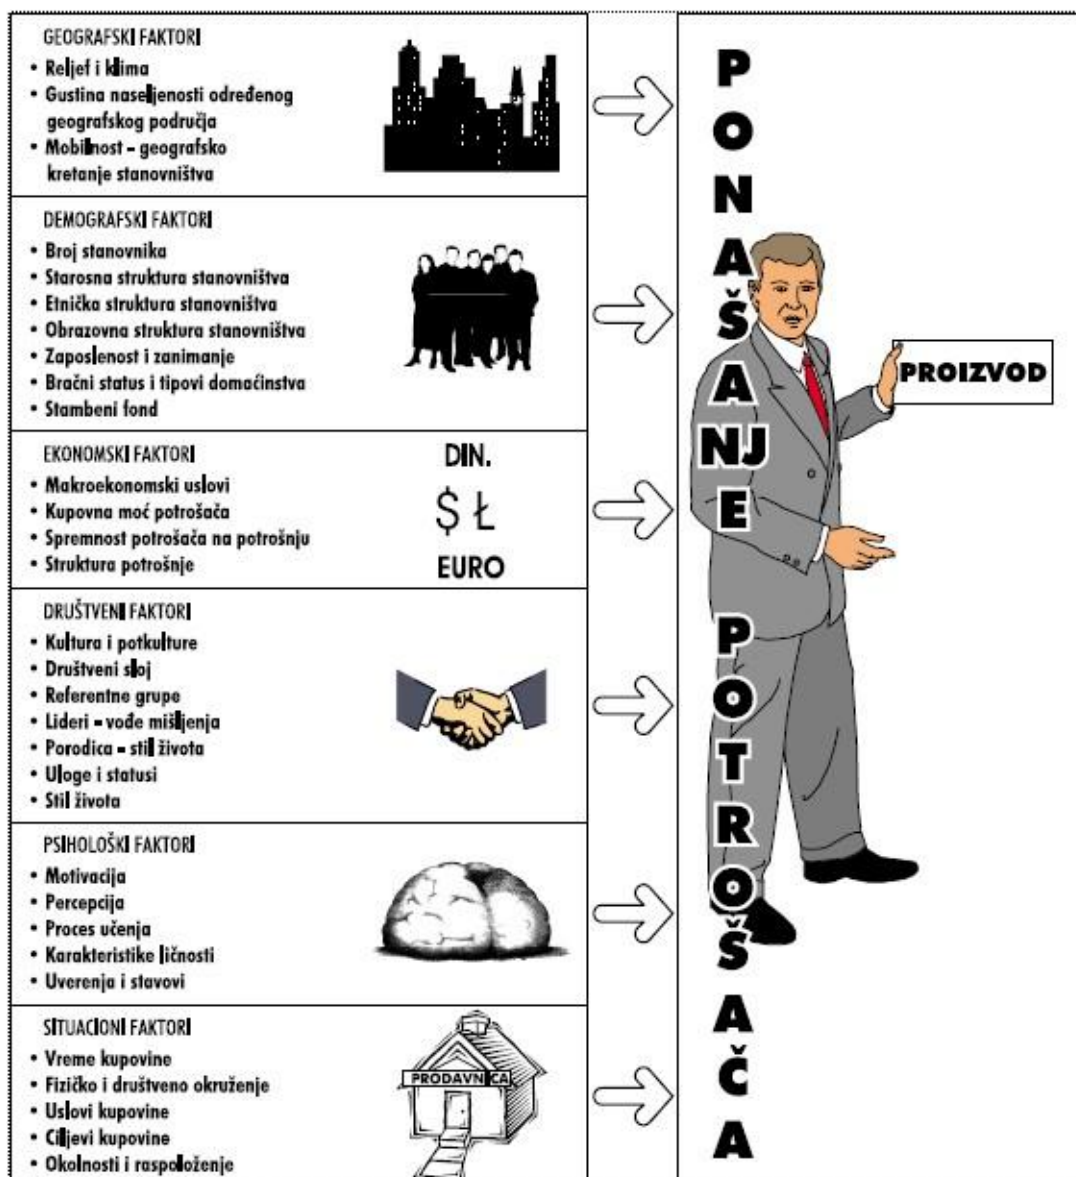 GEOGRAFSKI FAKTORI
• Reljef i klima
• Gustina naseljenosti određenog
geografskog područja
• Mobilnost - geografsko
kretanje stanovništva
DEMOGRAFSKI FAKTORI
• Broj stanovnika
• Starosna struktura stanovništva
• Etnička struktura stanovništva
• Obrazovna struktura stanovništva
• Zaposlenost i zanimanje
• Bračni status i tipovi domaćinstva
• Stambeni fond
EKONOMSKI FAKTORI
• Makroekonomski uslovi
• Kupovna moć potrošača
• Spremnost potrošača na potrošnju
• Struktura potrošnje
DIN.
$ Ł
EURO
DRUŠTVENI FAKTORI
• Kultura i potkulture
• Društveni sloj
• Referentne grupe
• Lideri - vođe mišljenja
• Porodica - stil života
• Uloge i statusi
• Stil života
PSIHOLOŠKI FAKTORI
• Motivacija
• Percepcija
• Proces učenja
• Karakteristike ličnosti
• Uverenja i stavovi
SITUACIONI FAKTORI
• Vreme kupovine
• Fizičko i društveno okruženje
• Uslovi kupovine
• Ciljevi kupovine
• Okolnosti i raspoloženje
PRODAVNICA
PONAŠANJE POTROŠAČA
PROIZVOD